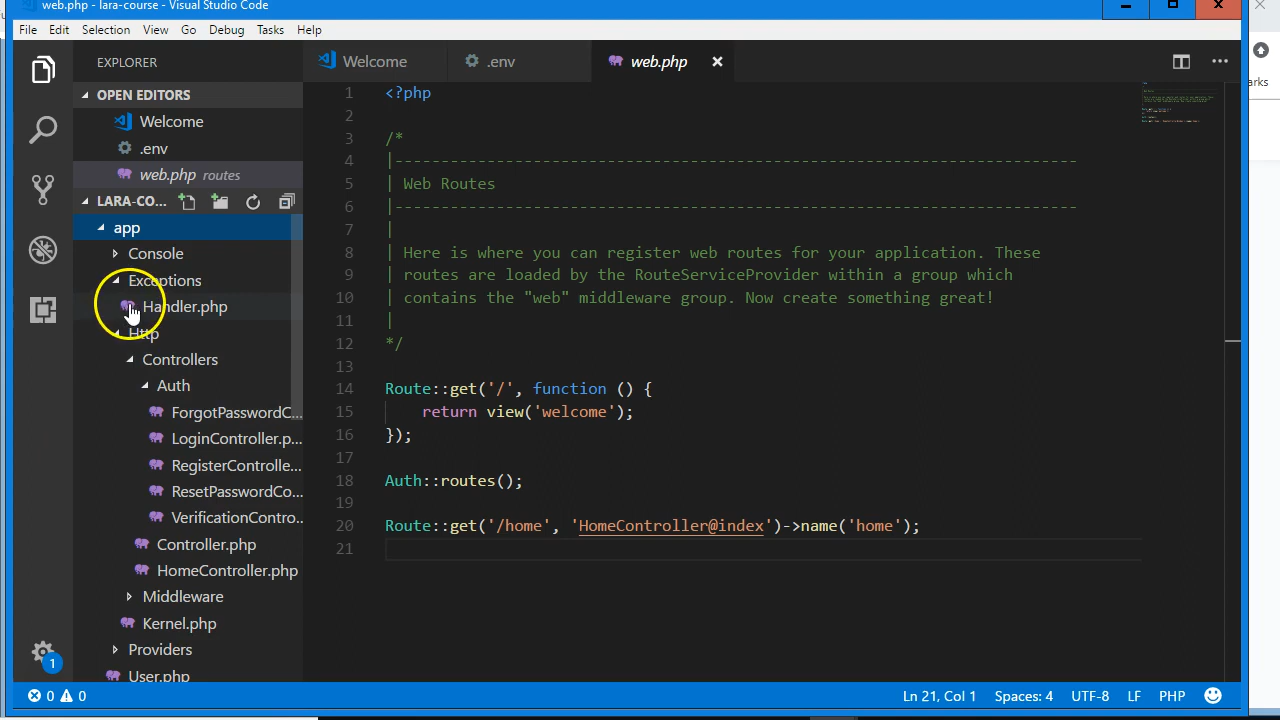 web.php - lara-course - Visual Studio Code
File Edit Selection View Go Debug Tasks Help
EXPLORER
OPEN EDITORS
Welcome
.env
web.php routes
LARA-CO...
app
Console
Exceptions
Handler.php
Http
Controllers
Auth
ForgotPasswordC...
LoginController.p...
RegisterControlle...
ResetPasswordCo...
VerificationContro...
Controller.php
HomeController.php
Middleware
Kernel.php
Providers
User.php
Welcome .env web.php
1 <?php
2
3 /*
4 |--------------------------------------------------------------------------
5 | Web Routes
6 |--------------------------------------------------------------------------
7 |
8 | Here is where you can register web routes for your application. These
9 | routes are loaded by the RouteServiceProvider within a group which
10 | contains the "web" middleware group. Now create something great!
11 |
12 */
13
14 Route::get('/', function () {
15     return view('welcome');
16 });
17
18 Auth::routes();
19
20 Route::get('/home', 'HomeController@index')->name('home');
21
arks
1
0 0 Ln 21, Col 1 Spaces: 4 UTF-8 LF PHP